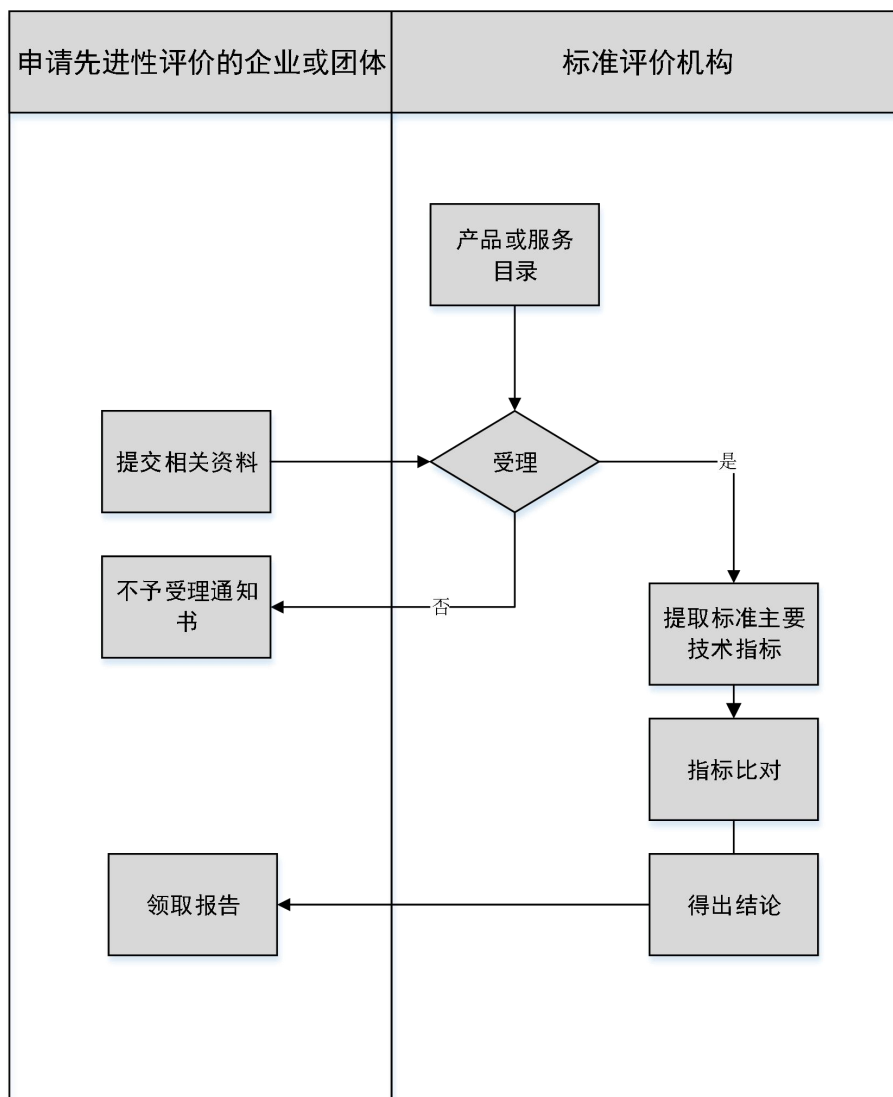 申请先进性评价的企业或团体
标准评价机构
产品或服务
目录
提交相关资料
受理
是
不予受理通知
书
否
提取标准主要
技术指标
指标比对
领取报告
得出结论